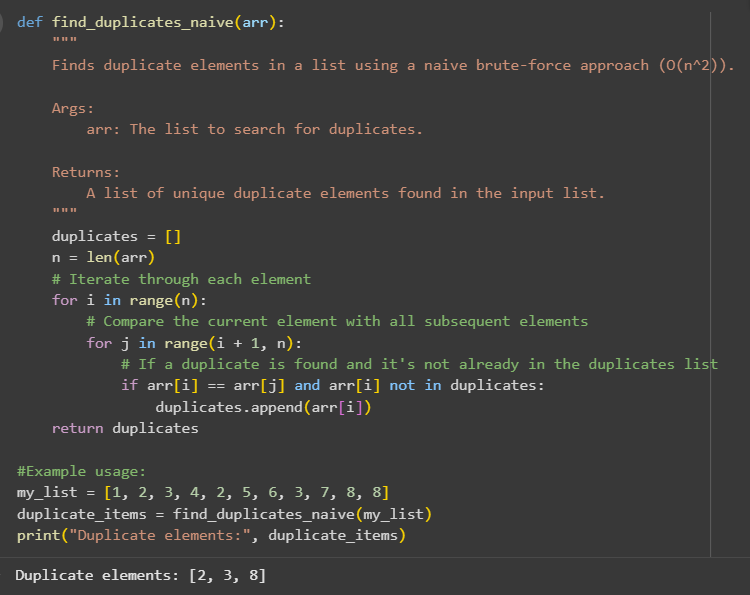 def find_duplicates_naive(arr):
    """
    Finds duplicate elements in a list using a naive brute-force approach (O(n^2)).

    Args:
        arr: The list to search for duplicates.

    Returns:
        A list of unique duplicate elements found in the input list.
    """
    duplicates = []
    n = len(arr)
    # Iterate through each element
    for i in range(n):
        # Compare the current element with all subsequent elements
        for j in range(i + 1, n):
            # If a duplicate is found and it's not already in the duplicates list
            if arr[i] == arr[j] and arr[i] not in duplicates:
                duplicates.append(arr[i])
    return duplicates

#Example usage:
my_list = [1, 2, 3, 4, 2, 5, 6, 3, 7, 8, 8]
duplicate_items = find_duplicates_naive(my_list)
print("Duplicate elements:", duplicate_items)
Duplicate elements: [2, 3, 8]